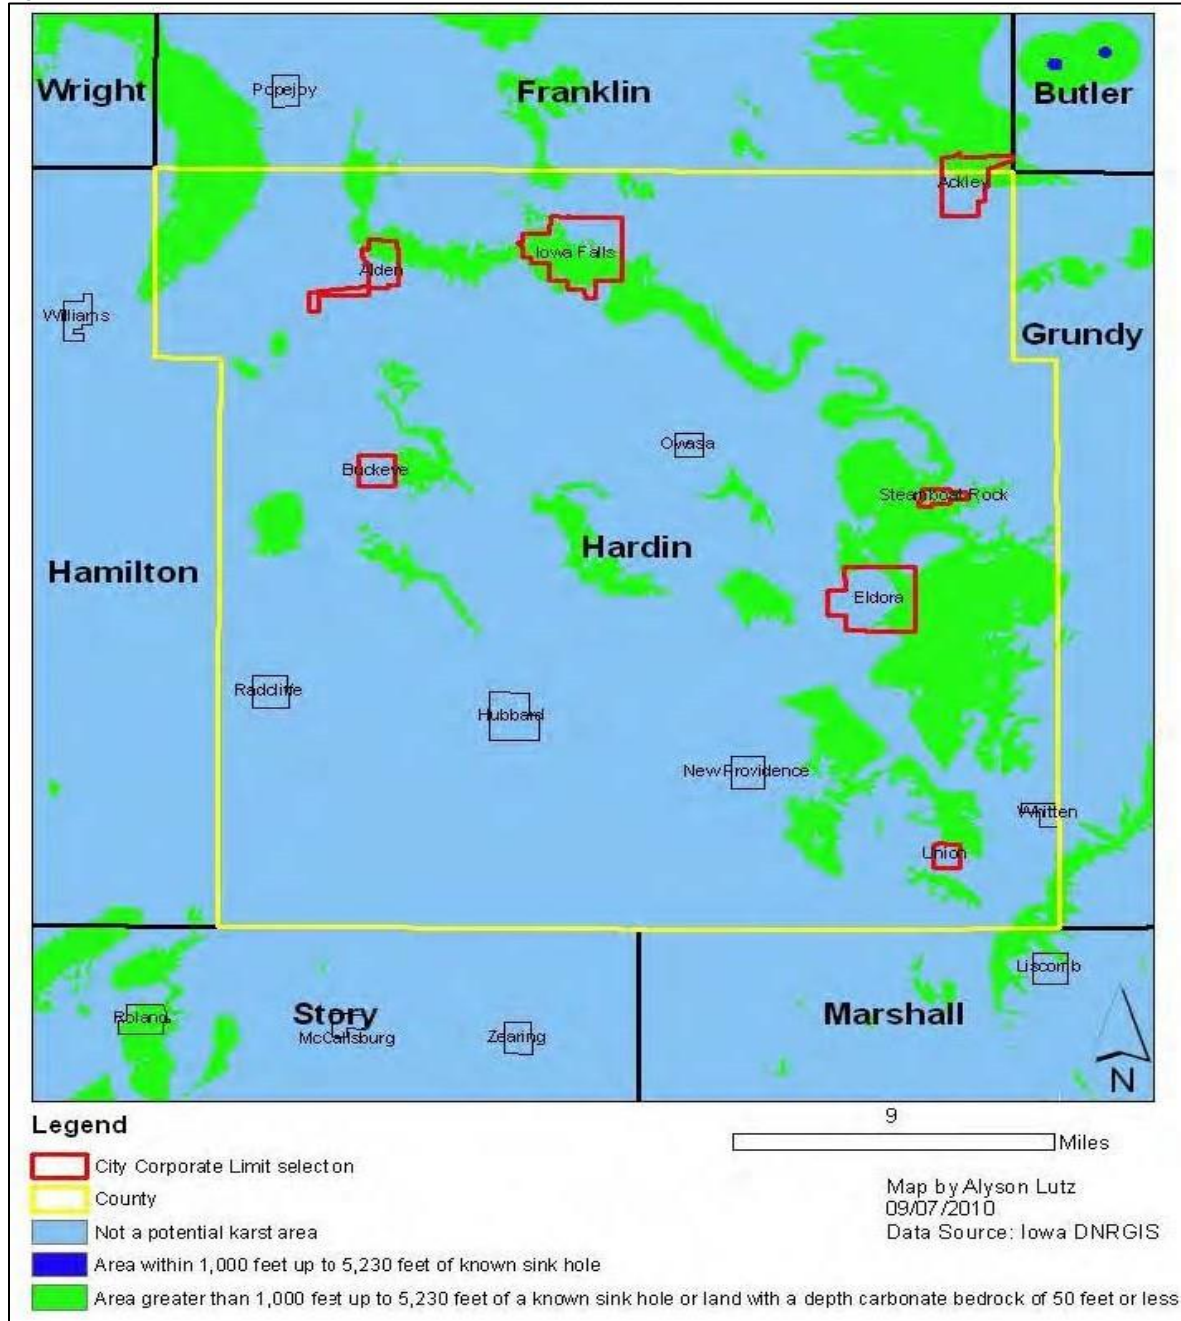 Wright
Popejoy
Franklin
Butler
Ackley
Iowa Falls
Alden
Williams
Grundy
Owasa
Buckeye
Steamboat Rock
Hardin
Hamilton
Eldora
Radcliffe
Hubbard
New Providence
Whitten
Union
Liscomb
Story
Marshall
Roland
McCallsburg
Zearing
N
Legend
9
Miles
City Corporate Limit selection
County
Not a potential karst area
Area within 1,000 feet up to 5,230 feet of known sink hole
Area greater than 1,000 feet up to 5,230 feet of a known sink hole or land with a depth carbonate bedrock of 50 feet or less
Map by Alyson Lutz
09/07/2010
Data Source: Iowa DNRGIS